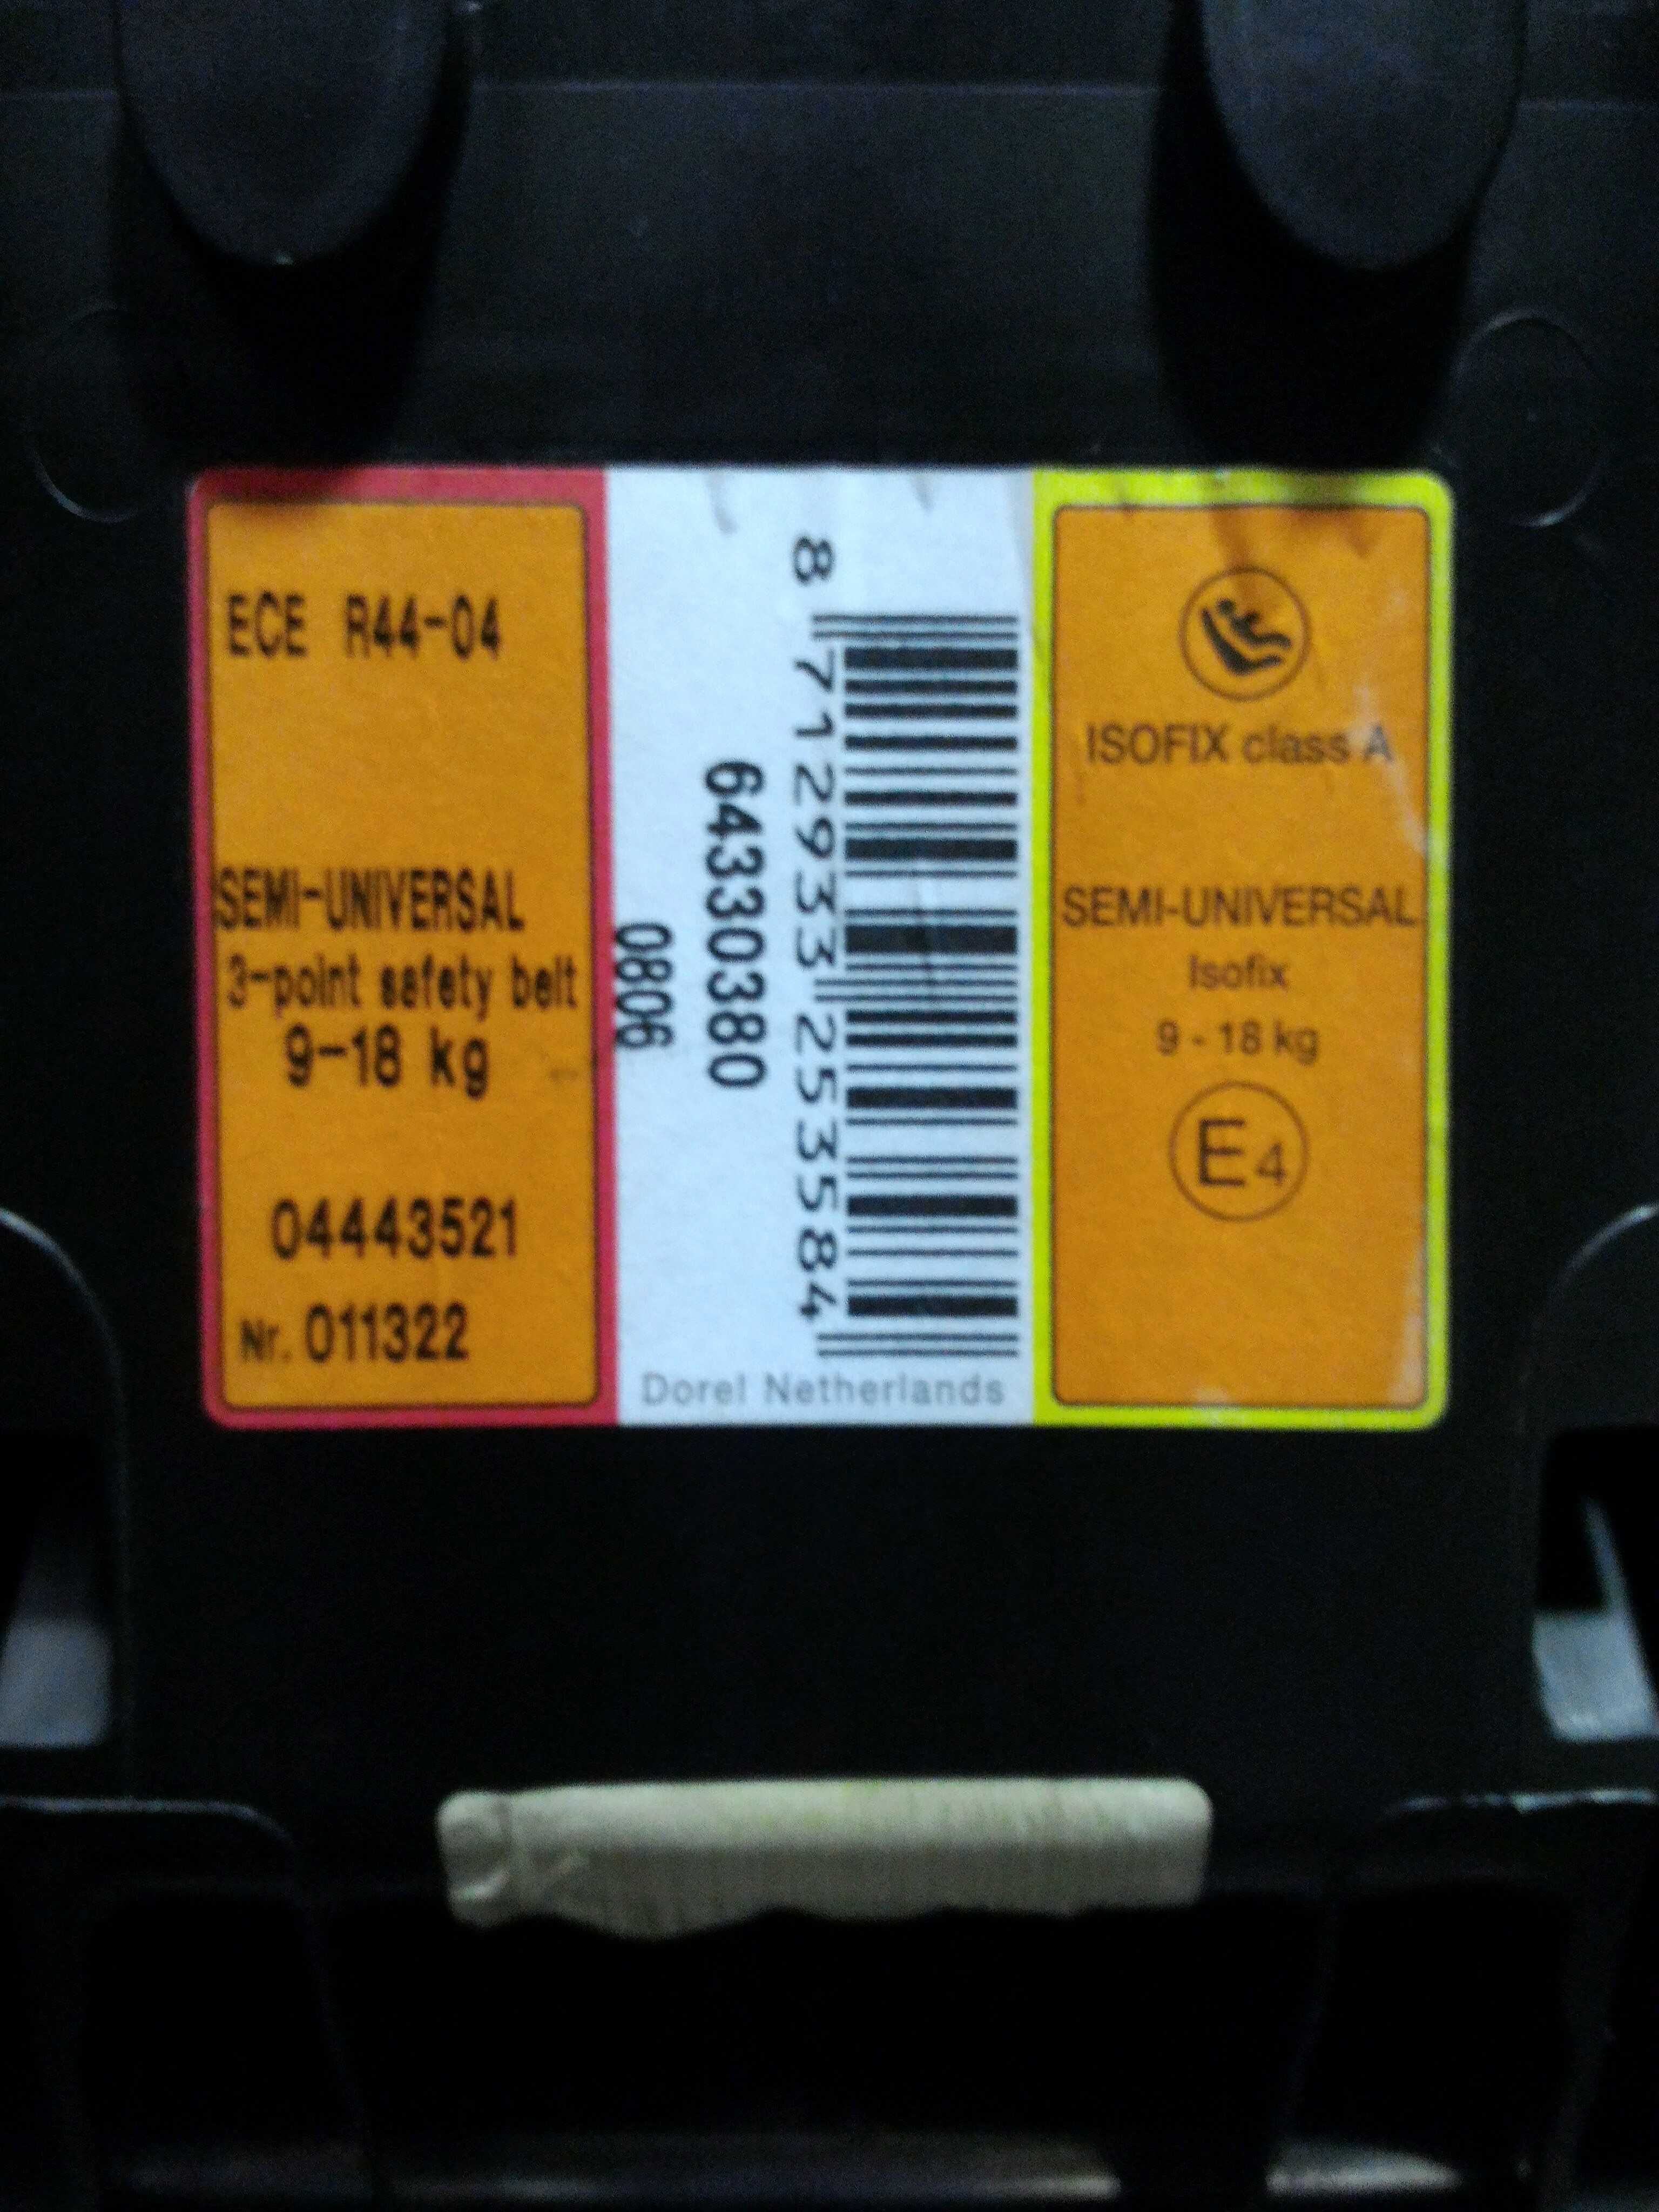 ECE R44-04
SEMI-UNIVERSAL
3-point safety belt
9-18 kg
04443521
Nr. 011322
0806
64330380
8 712933 253584
Dorel Netherlands
ISOFIX class A
SEMI-UNIVERSAL
Isofix
9 - 18 kg
E4